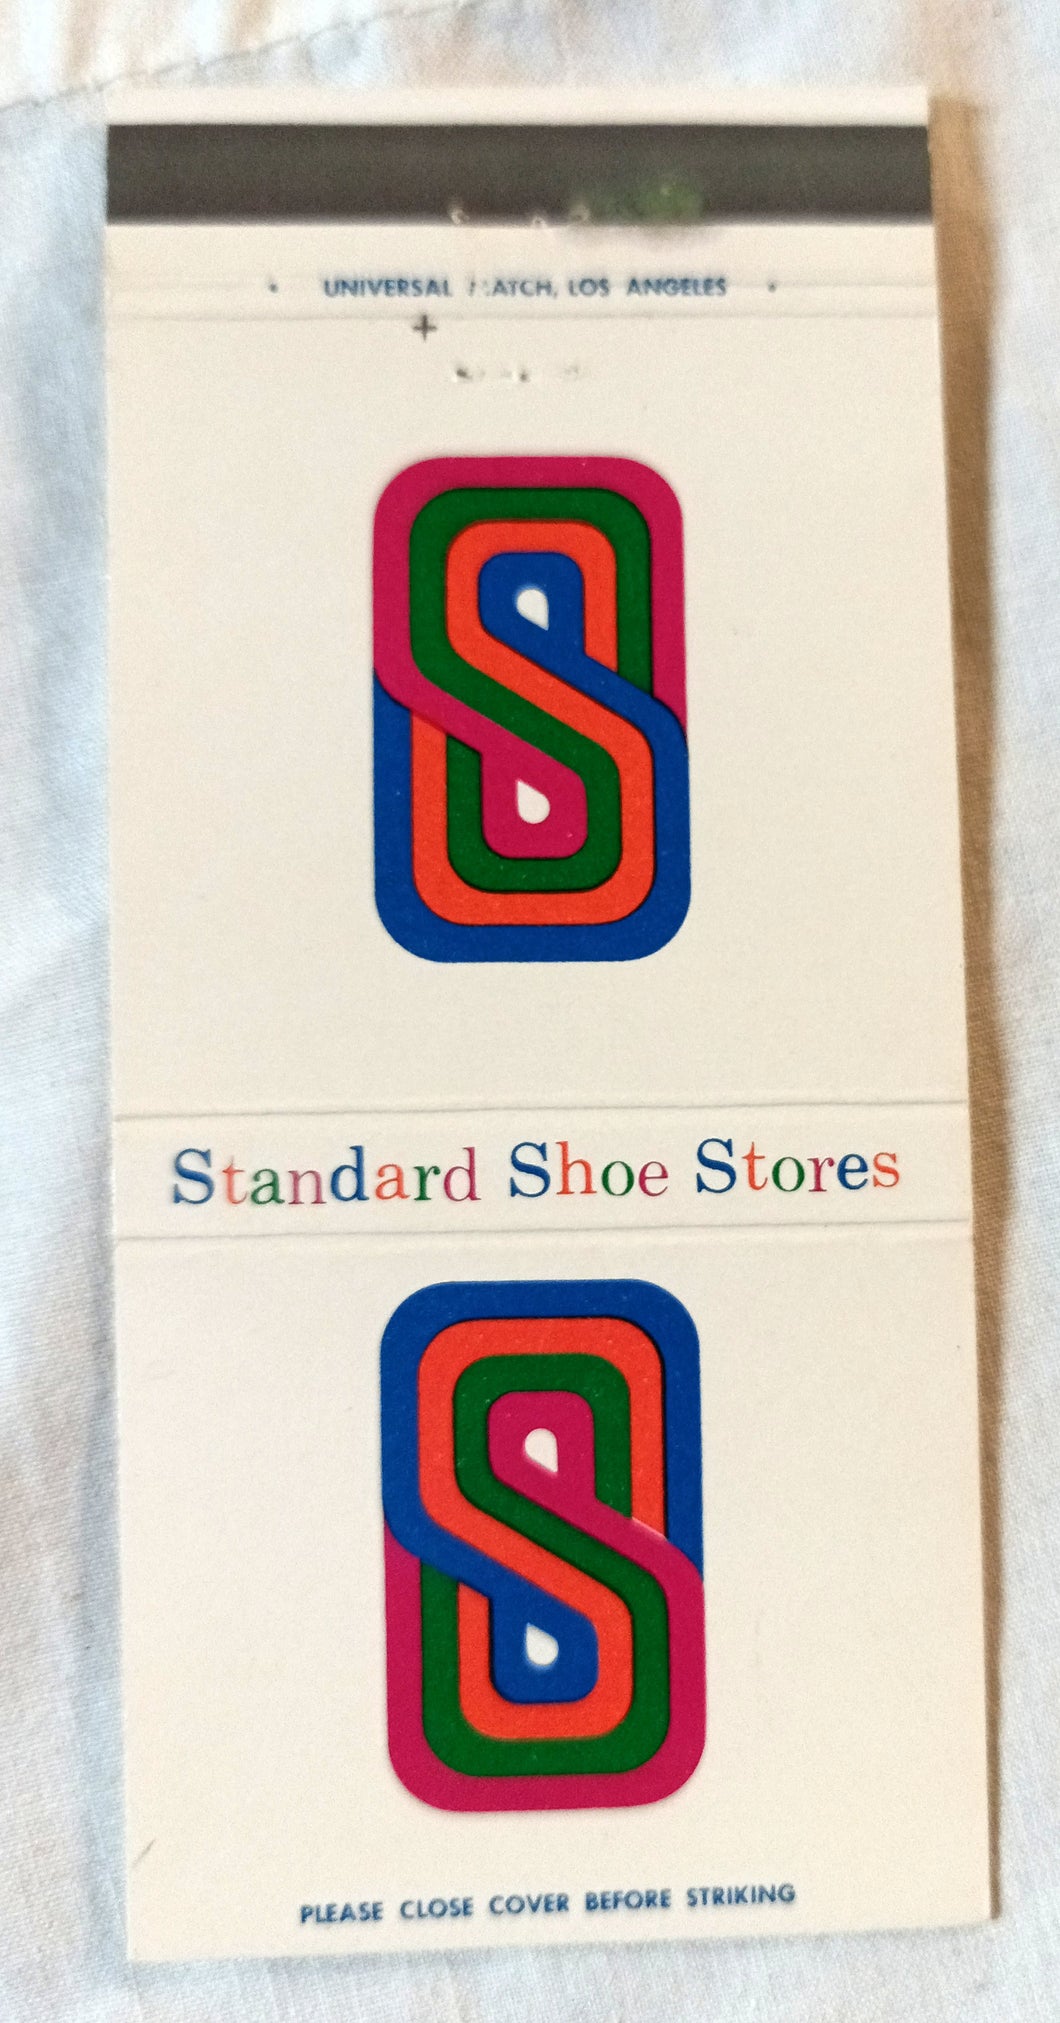 UNIVERSAL MATCH, LOS ANGELES
S
Standard Shoe Stores
S
PLEASE CLOSE COVER BEFORE STRIKING